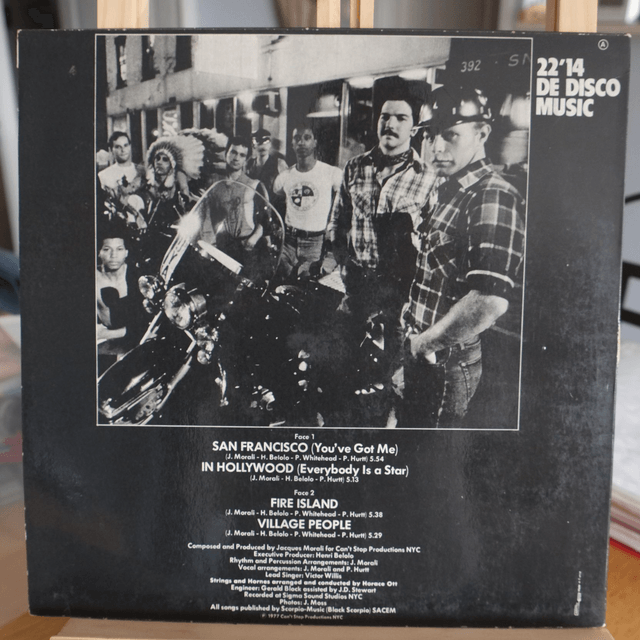 Ⓐ
392 - SN
22'14
DE DISCO
MUSIC
Face 1
SAN FRANCISCO (You've Got Me)
(J. Morali - H. Belolo - P. Whitehead - P. Hurtt) 5.54
IN HOLLYWOOD (Everybody Is a Star)
(J. Morali - H. Belolo - P. Hurtt) 5.13
Face 2
FIRE ISLAND
(J. Morali - H. Belolo - P. Whitehead - P. Hurtt) 5.38
VILLAGE PEOPLE
(J. Morali - H. Belolo - P. Whitehead - P. Hurtt) 5.29
Composed and Produced by Jacques Morali for Can't Stop Productions NYC
Executive Producer: Henri Belolo
Rhythm and Percussion Arrangements: J. Morali
Vocal arrangements: J. Morali and P. Hurtt
Lead Singer: Victor Willis
Strings and Hornes arranged and conducted by Horace Ott
Engineer: Gerald Block assisted by J.D. Stewart
Recorded at Sigma Sound Studios NYC
Photos: J. Moss
All songs published by Scorpio-Music (Black Scorpio) SACEM
℗ 1977 Can't Stop Productions NYC